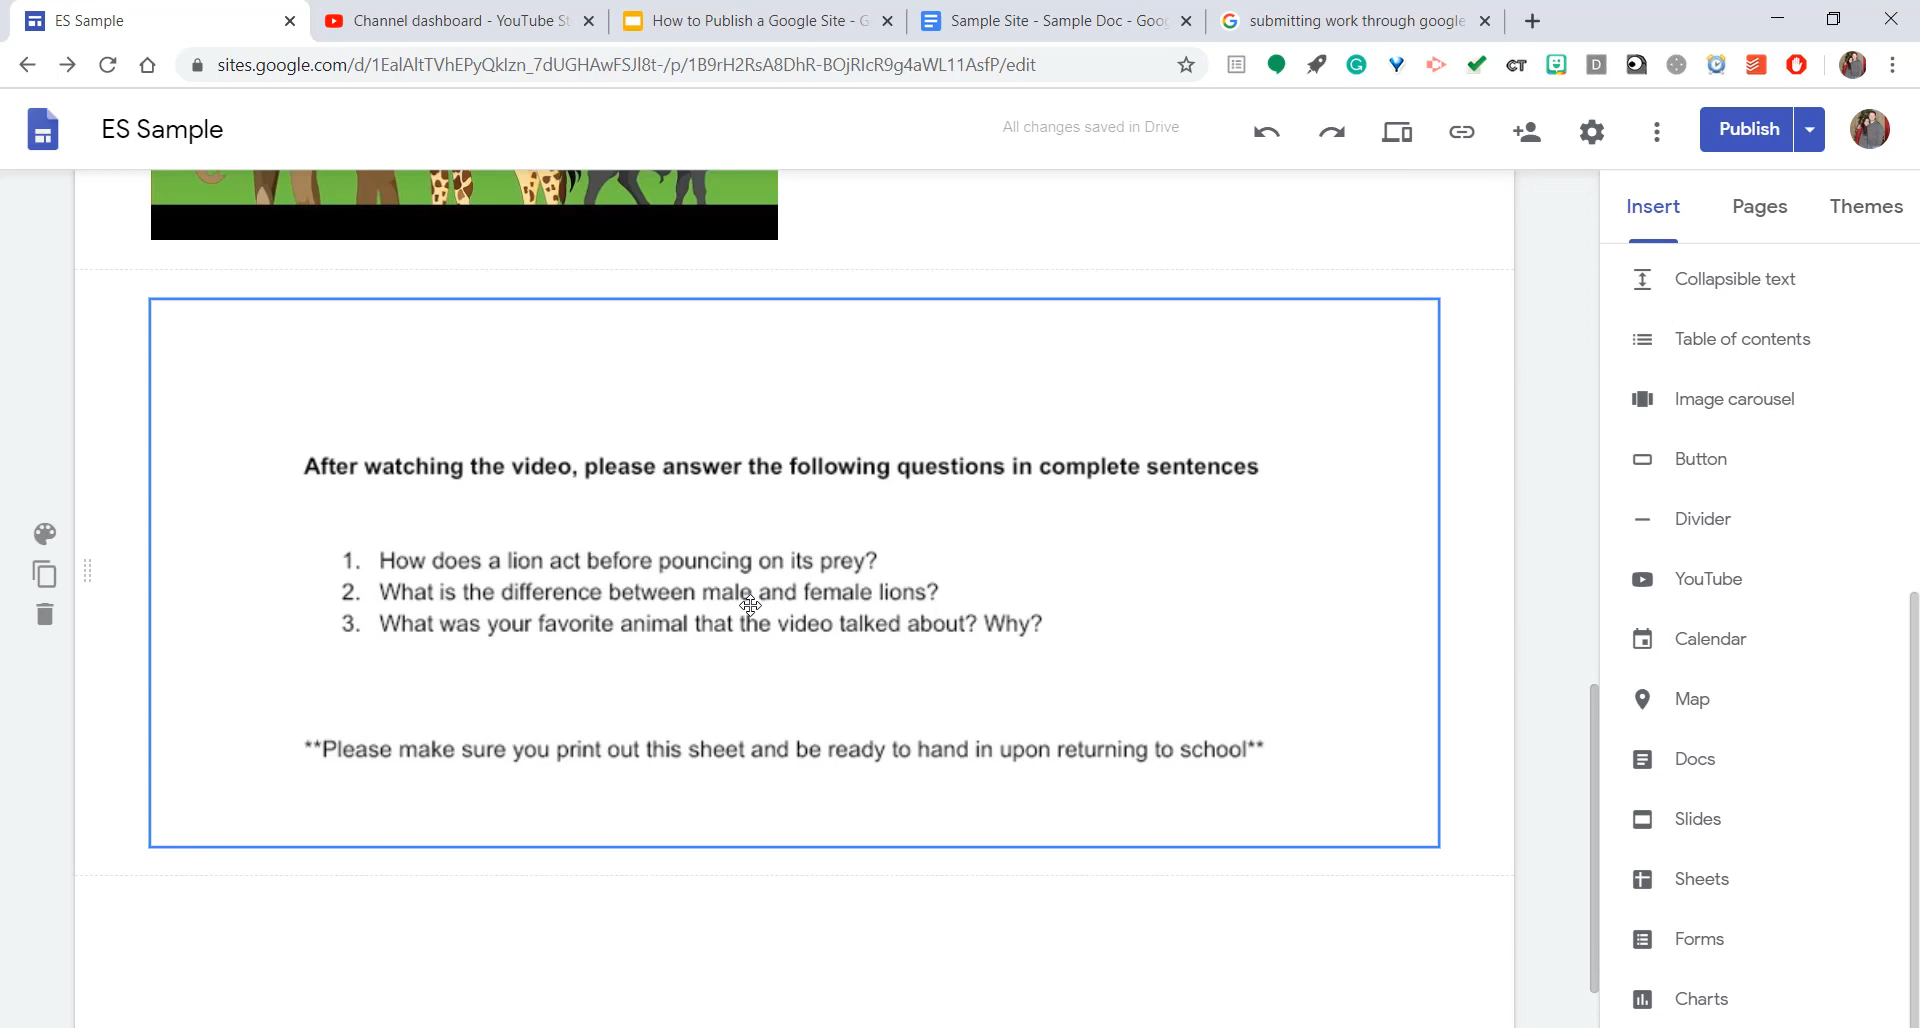 ES Sample
Channel dashboard - YouTube St
How to Publish a Google Site - G
Sample Site - Sample Doc - Goog
submitting work through google
sites.google.com/d/1EalAltTVhEPyQkIzn_7dUGHAwFSJl8t-/p/1B9rH2RsA8DhR-BOjRIcR9g4aWL11AsfP/edit
CT
D
ES Sample
All changes saved in Drive
Publish
Insert
Pages
Themes
Collapsible text
Table of contents
Image carousel
Button
Divider
YouTube
Calendar
Map
Docs
Slides
Sheets
Forms
Charts
After watching the video, please answer the following questions in complete sentences
1. How does a lion act before pouncing on its prey?
2. What is the difference between male and female lions?
3. What was your favorite animal that the video talked about? Why?
**Please make sure you print out this sheet and be ready to hand in upon returning to school**